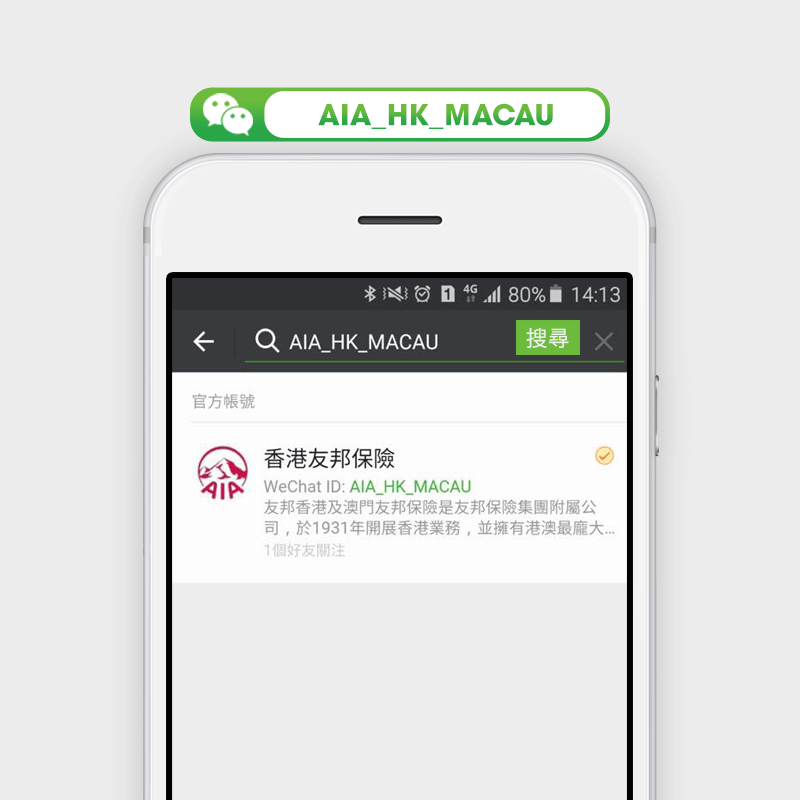 AIA_HK_MACAU
1 4G 80% 14:13
AIA_HK_MACAU 搜尋
官方帳號
AIA
香港友邦保險
WeChat ID: AIA_HK_MACAU
友邦香港及澳門友邦保險是友邦保險集團附屬公
司，於1931年開展香港業務，並擁有港澳最龐大...
1個好友關注